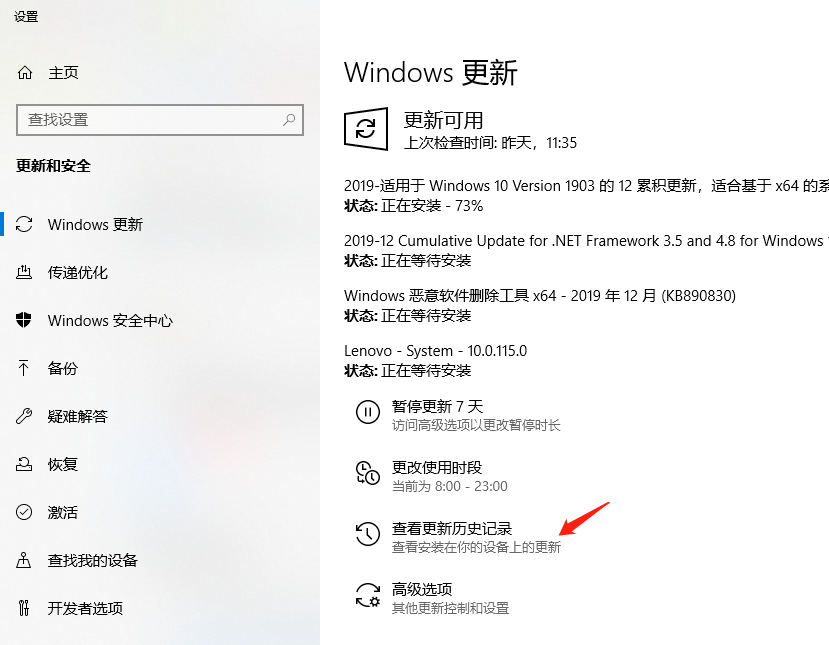 设置
主页
查找设置
更新和安全
Windows 更新
传递优化
Windows 安全中心
备份
疑难解答
恢复
激活
查找我的设备
开发者选项
Windows 更新
更新可用
上次检查时间: 昨天，11:35
2019-适用于 Windows 10 Version 1903 的 12 累积更新，适合基于 x64 的系
状态: 正在安装 - 73%
2019-12 Cumulative Update for .NET Framework 3.5 and 4.8 for Windows
状态: 正在等待安装
Windows 恶意软件删除工具 x64 - 2019 年 12 月 (KB890830)
状态: 正在等待安装
Lenovo - System - 10.0.115.0
状态: 正在等待安装
暂停更新 7 天
访问高级选项以更改暂停时长
更改使用时段
当前为 8:00 - 23:00
查看更新历史记录
查看安装在你的设备上的更新
高级选项
其他更新控制和设置